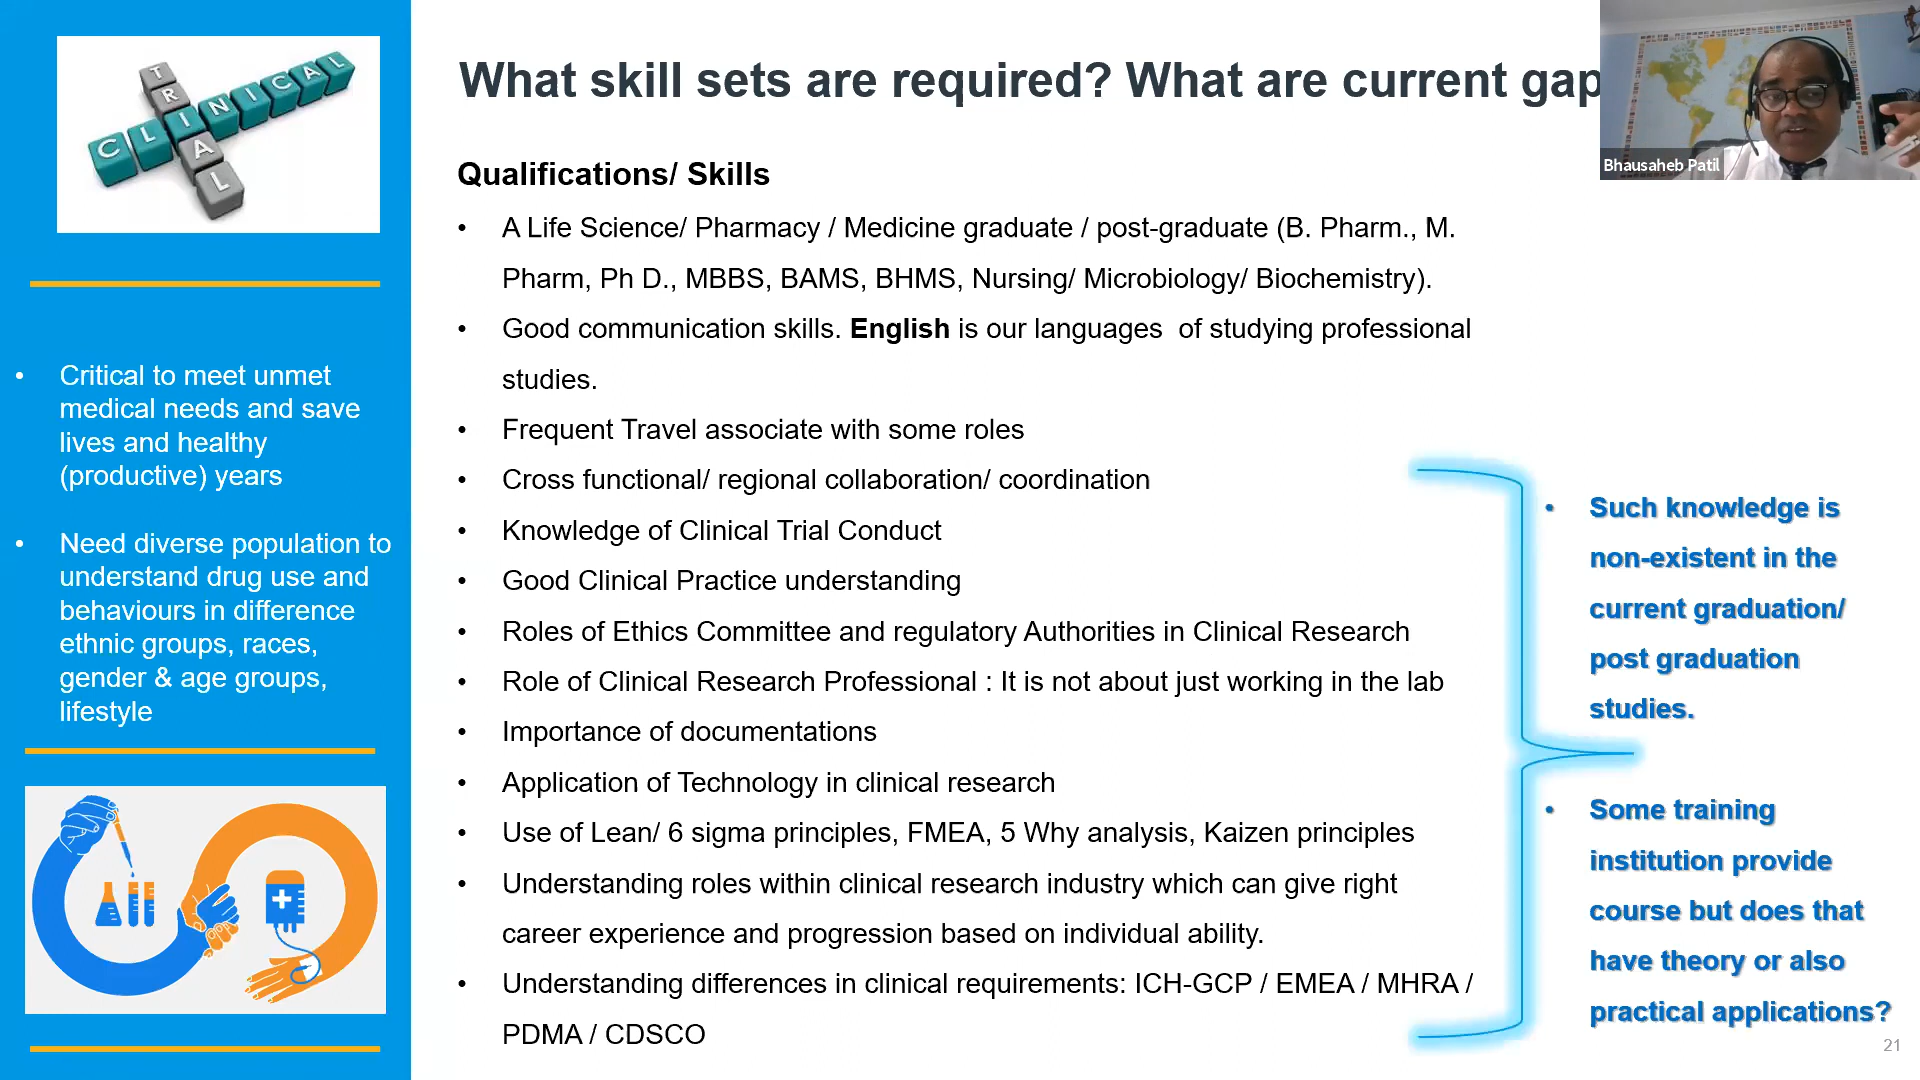 CLINICAL
TRIAL
What skill sets are required? What are current gap
Bhausaheb Patil
Qualifications/ Skills
• A Life Science/ Pharmacy / Medicine graduate / post-graduate (B. Pharm., M.
Pharm, Ph D., MBBS, BAMS, BHMS, Nursing/ Microbiology/ Biochemistry).
• Good communication skills. English is our languages  of studying professional
studies.
• Frequent Travel associate with some roles
• Cross functional/ regional collaboration/ coordination
• Knowledge of Clinical Trial Conduct
• Good Clinical Practice understanding
• Roles of Ethics Committee and regulatory Authorities in Clinical Research
• Role of Clinical Research Professional : It is not about just working in the lab
• Importance of documentations
• Application of Technology in clinical research
• Use of Lean/ 6 sigma principles, FMEA, 5 Why analysis, Kaizen principles
• Understanding roles within clinical research industry which can give right
career experience and progression based on individual ability.
• Understanding differences in clinical requirements: ICH-GCP / EMEA / MHRA /
PDMA / CDSCO
• Critical to meet unmet
medical needs and save
lives and healthy
(productive) years
• Need diverse population to
understand drug use and
behaviours in difference
ethnic groups, races,
gender & age groups,
lifestyle
• Such knowledge is
non-existent in the
current graduation/
post graduation
studies.
• Some training
institution provide
course but does that
have theory or also
practical applications?
21